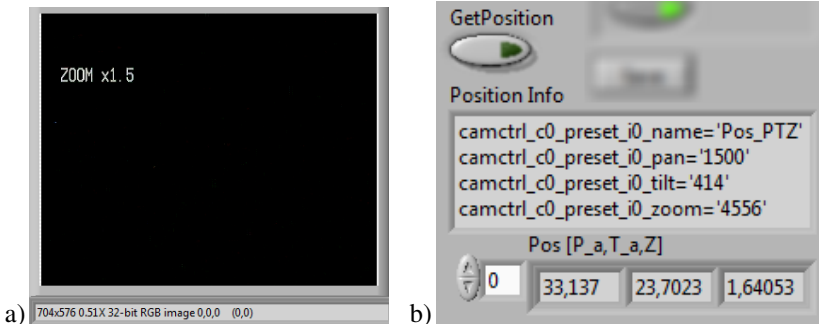 ZOOM x1.5
704x576 0.51X 32-bit RGB image 0,0,0 (0,0)
a)
GetPosition
Position Info
camctrl_c0_preset_i0_name='Pos_PTZ'
camctrl_c0_preset_i0_pan='1500'
camctrl_c0_preset_i0_tilt='414'
camctrl_c0_preset_i0_zoom='4556'
Pos [P_a,T_a,Z]
0 33,137 23,7023 1,64053
b)